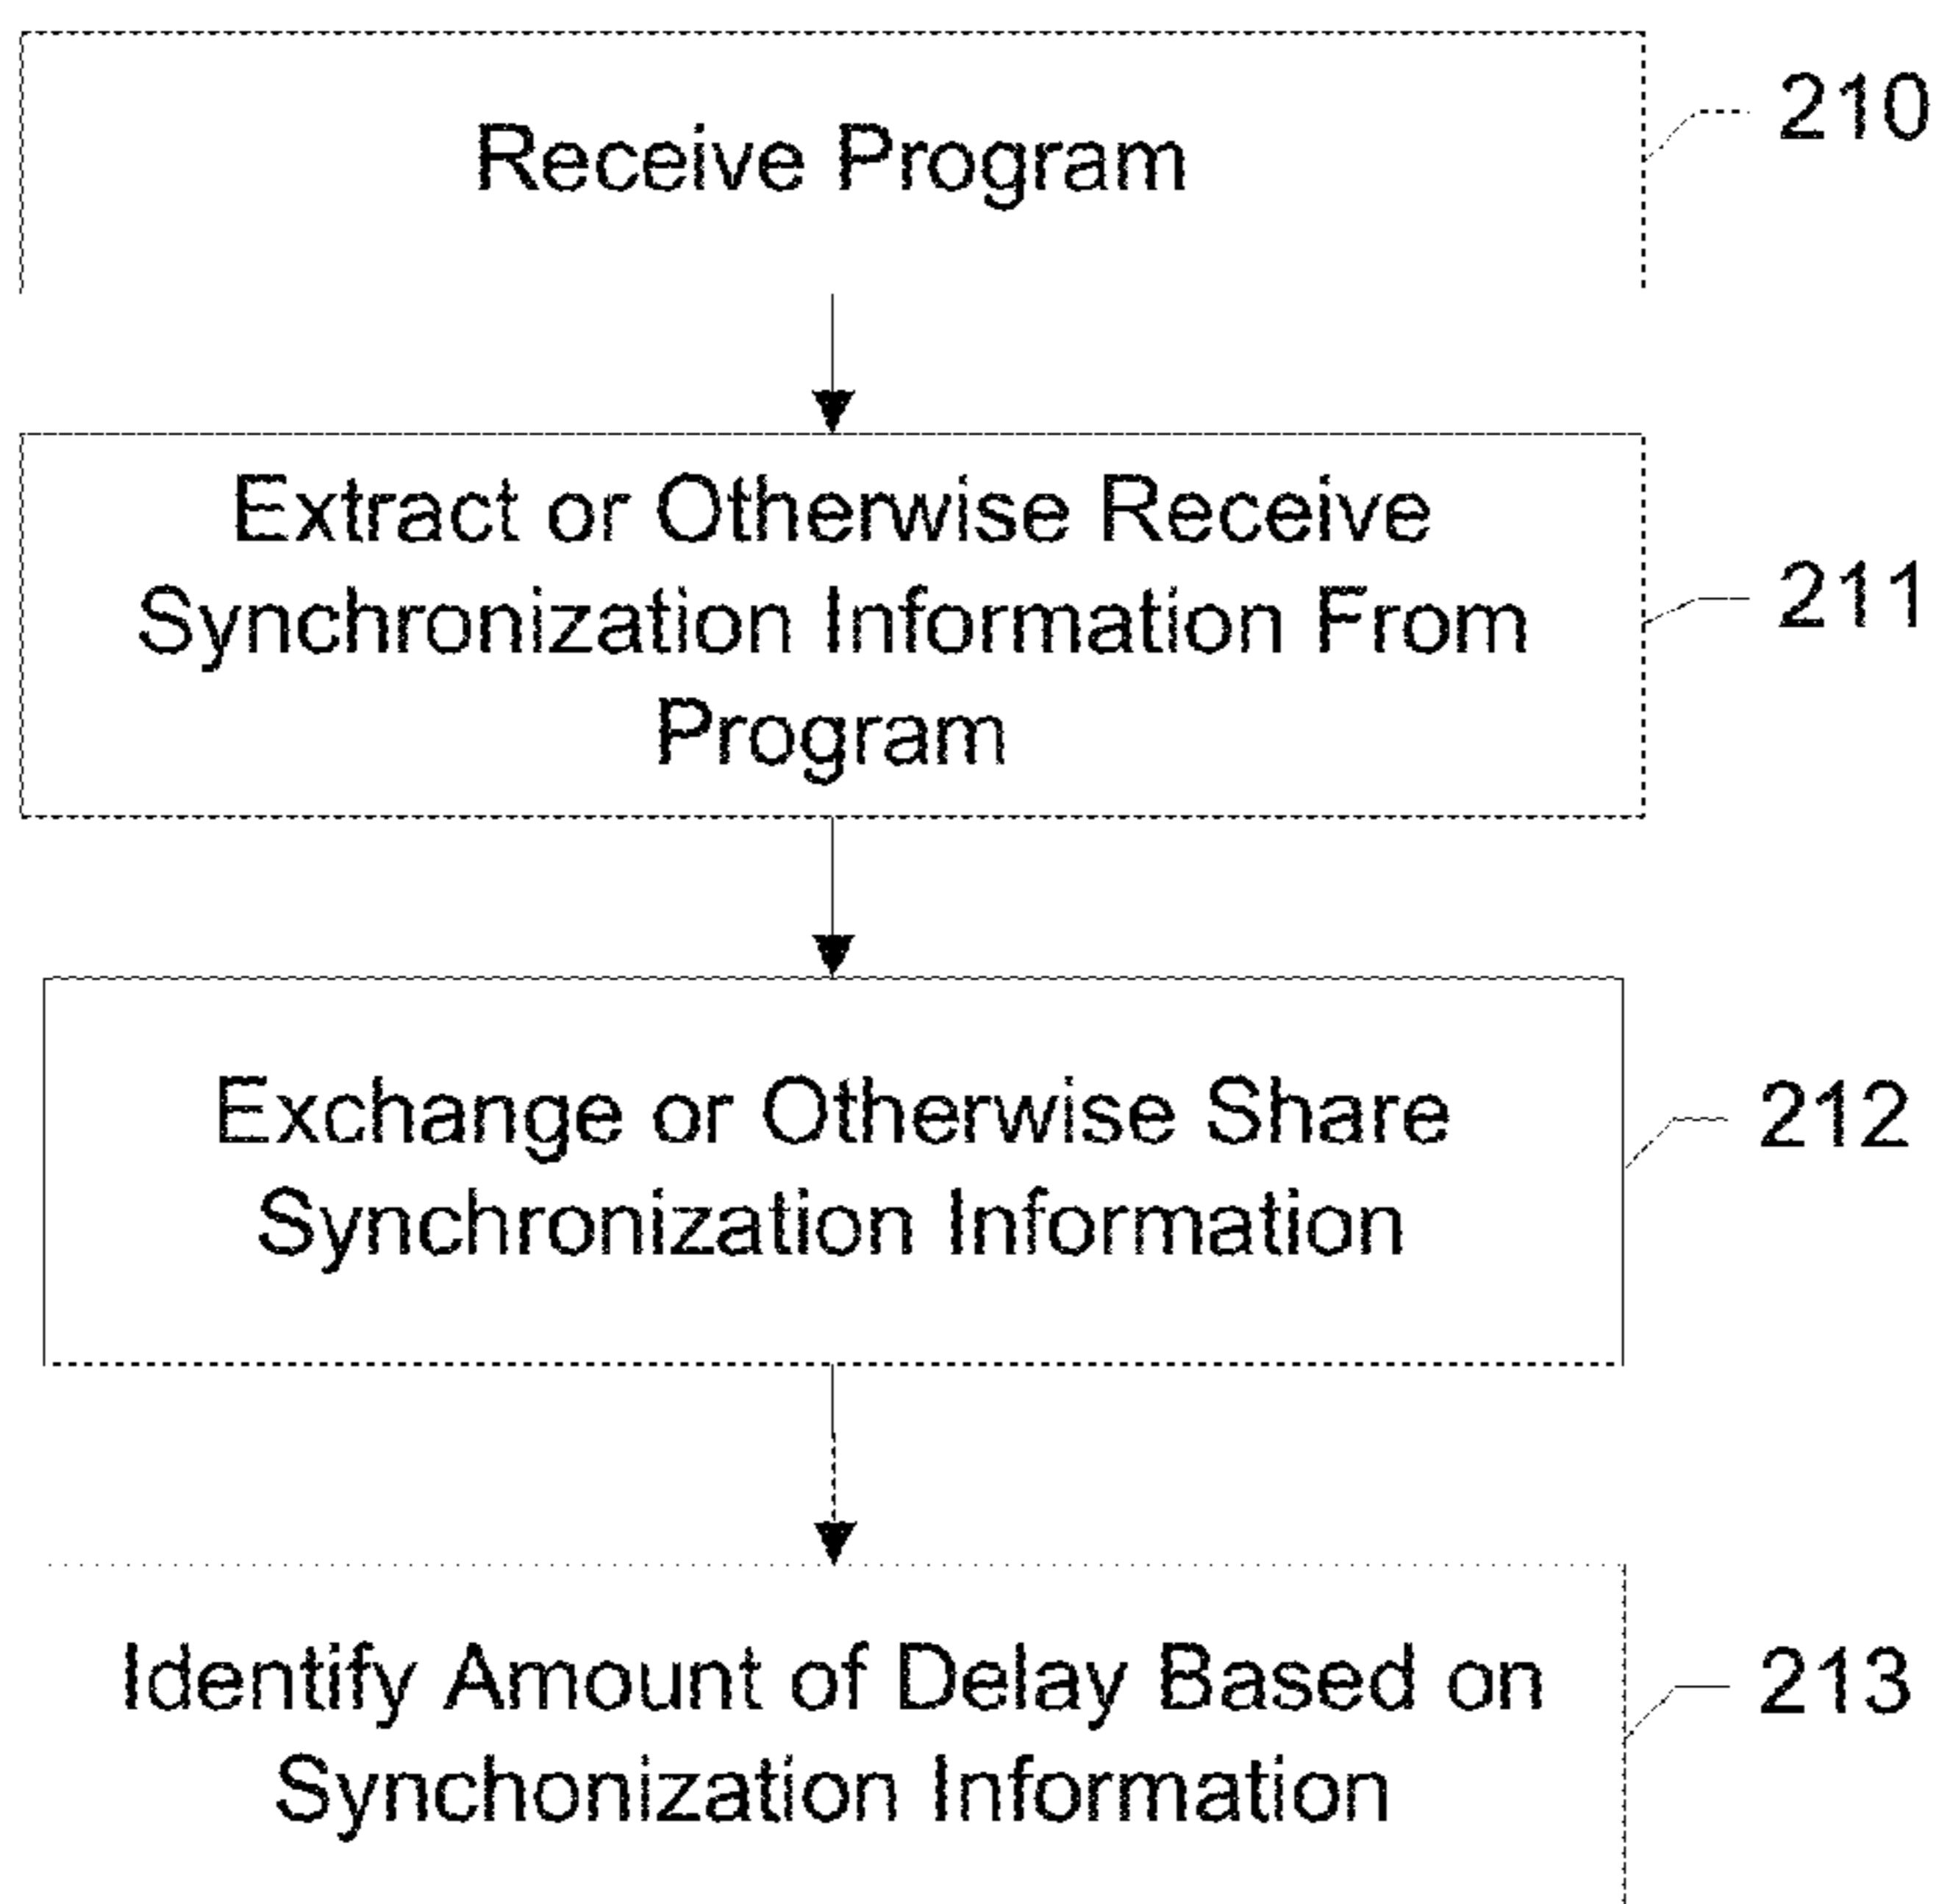 Receive Program
210
Extract or Otherwise Receive
Synchronization Information From
Program
211
Exchange or Otherwise Share
Synchronization Information
212
Identify Amount of Delay Based on
Synchonization Information
213